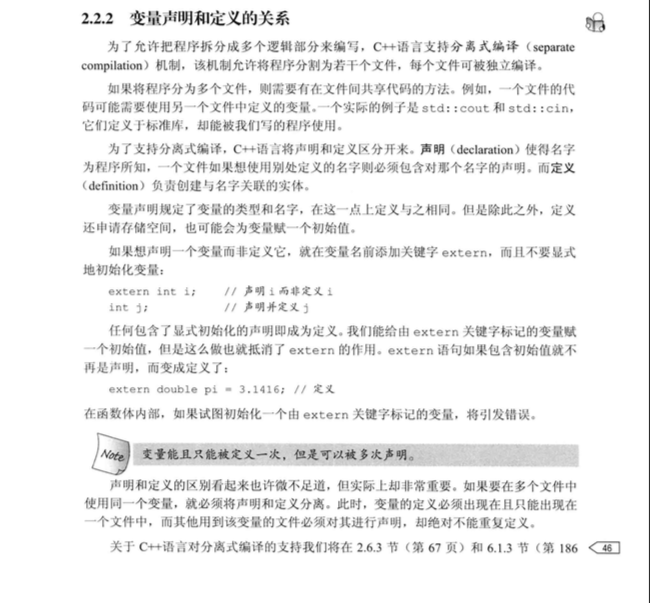 2.2.2 变量声明和定义的关系
为了允许把程序拆分成多个逻辑部分来编写，C++语言支持分离式编译（separate
compilation）机制，该机制允许将程序分割为若干个文件，每个文件可被独立编译。
如果将程序分为多个文件，则需要有在文件间共享代码的方法。例如，一个文件的代
码可能需要使用另一个文件中定义的变量。一个实际的例子是 std::cout 和 std::cin，
它们定义于标准库，却能被我们写的程序使用。
为了支持分离式编译，C++语言将声明和定义区分开来。声明（declaration）使得名字
为程序所知，一个文件如果想使用别处定义的名字则必须包含对那个名字的声明。而定义
（definition）负责创建与名字关联的实体。
变量声明规定了变量的类型和名字，在这一点上定义与之相同。但是除此之外，定义
还申请存储空间，也可能会为变量赋一个初始值。
如果想声明一个变量而非定义它，就在变量名前添加关键字 extern，而且不要显式
地初始化变量：
extern int i; // 声明 i 而非定义 i
int j; // 声明并定义 j
任何包含了显式初始化的声明即成为定义。我们能给由 extern 关键字标记的变量赋
一个初始值，但是这么做也就抵消了 extern 的作用。extern 语句如果包含初始值就不
再是声明，而变成定义了：
extern double pi = 3.1416; // 定义
在函数体内部，如果试图初始化一个由 extern 关键字标记的变量，将引发错误。
Note 变量能且只能被定义一次，但是可以被多次声明。
声明和定义的区别看起来也许微不足道，但实际上却非常重要。如果要在多个文件中
使用同一个变量，就必须将声明和定义分离。此时，变量的定义必须出现在且只能出现在
一个文件中，而其他用到该变量的文件必须对其进行声明，却绝对不能重复定义。
关于 C++语言对分离式编译的支持我们将在 2.6.3 节（第 67 页）和 6.1.3 节（第 186 46